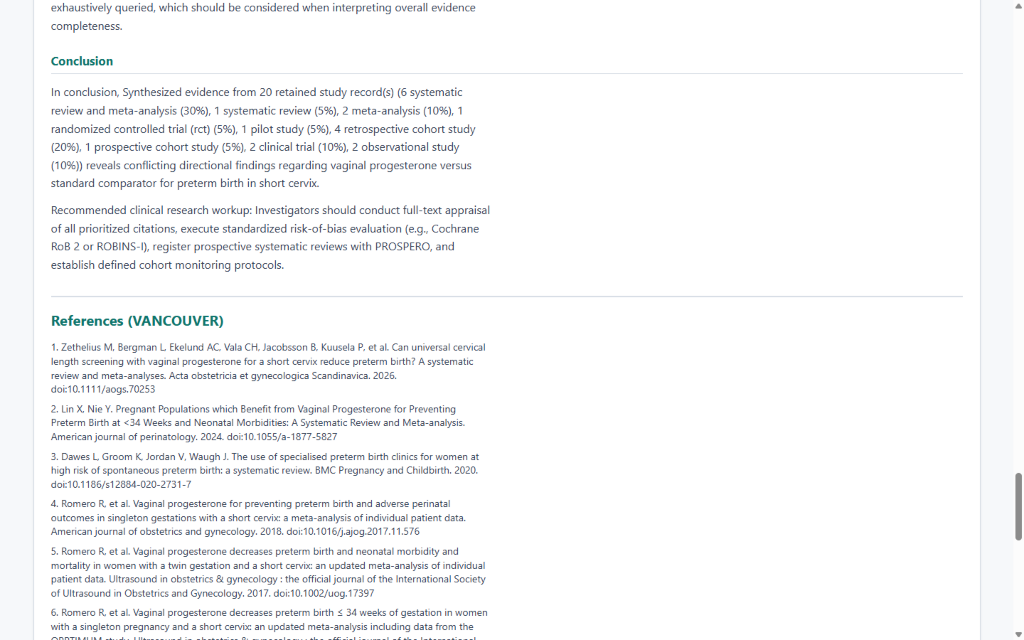 exhaustively queried, which should be considered when interpreting overall evidence
completeness.
Conclusion
In conclusion, Synthesized evidence from 20 retained study record(s) (6 systematic
review and meta-analysis (30%), 1 systematic review (5%), 2 meta-analysis (10%), 1
randomized controlled trial (rct) (5%), 1 pilot study (5%), 4 retrospective cohort study
(20%), 1 prospective cohort study (5%), 2 clinical trial (10%), 2 observational study
(10%)) reveals conflicting directional findings regarding vaginal progesterone versus
standard comparator for preterm birth in short cervix.
Recommended clinical research workup: Investigators should conduct full-text appraisal
of all prioritized citations, execute standardized risk-of-bias evaluation (e.g., Cochrane
RoB 2 or ROBINS-I), register prospective systematic reviews with PROSPERO, and
establish defined cohort monitoring protocols.
References (VANCOUVER)
1. Zethelius M, Bergman L, Ekelund AC, Vala CH, Jacobsson B, Kuusela P, et al. Can universal cervical
length screening with vaginal progesterone for a short cervix reduce preterm birth? A systematic
review and meta-analyses. Acta obstetricia et gynecologica Scandinavica. 2026.
doi:10.1111/aogs.70253
2. Lin X, Nie Y. Pregnant Populations which Benefit from Vaginal Progesterone for Preventing
Preterm Birth at <34 Weeks and Neonatal Morbidities: A Systematic Review and Meta-analysis.
American journal of perinatology. 2024. doi:10.1055/a-1877-5827
3. Dawes L, Groom K, Jordan V, Waugh J. The use of specialised preterm birth clinics for women at
high risk of spontaneous preterm birth: a systematic review. BMC Pregnancy and Childbirth. 2020.
doi:10.1186/s12884-020-2731-7
4. Romero R, et al. Vaginal progesterone for preventing preterm birth and adverse perinatal
outcomes in singleton gestations with a short cervix: a meta-analysis of individual patient data.
American journal of obstetrics and gynecology. 2018. doi:10.1016/j.ajog.2017.11.576
5. Romero R, et al. Vaginal progesterone decreases preterm birth and neonatal morbidity and
mortality in women with a twin gestation and a short cervix: an updated meta-analysis of individual
patient data. Ultrasound in obstetrics & gynecology : the official journal of the International Society
of Ultrasound in Obstetrics and Gynecology. 2017. doi:10.1002/uog.17397
6. Romero R, et al. Vaginal progesterone decreases preterm birth ≤ 34 weeks of gestation in women
with a singleton pregnancy and a short cervix: an updated meta-analysis including data from the
OPPTIMUM study. Ultrasound in obstetrics & gynecology : the official journal of the International